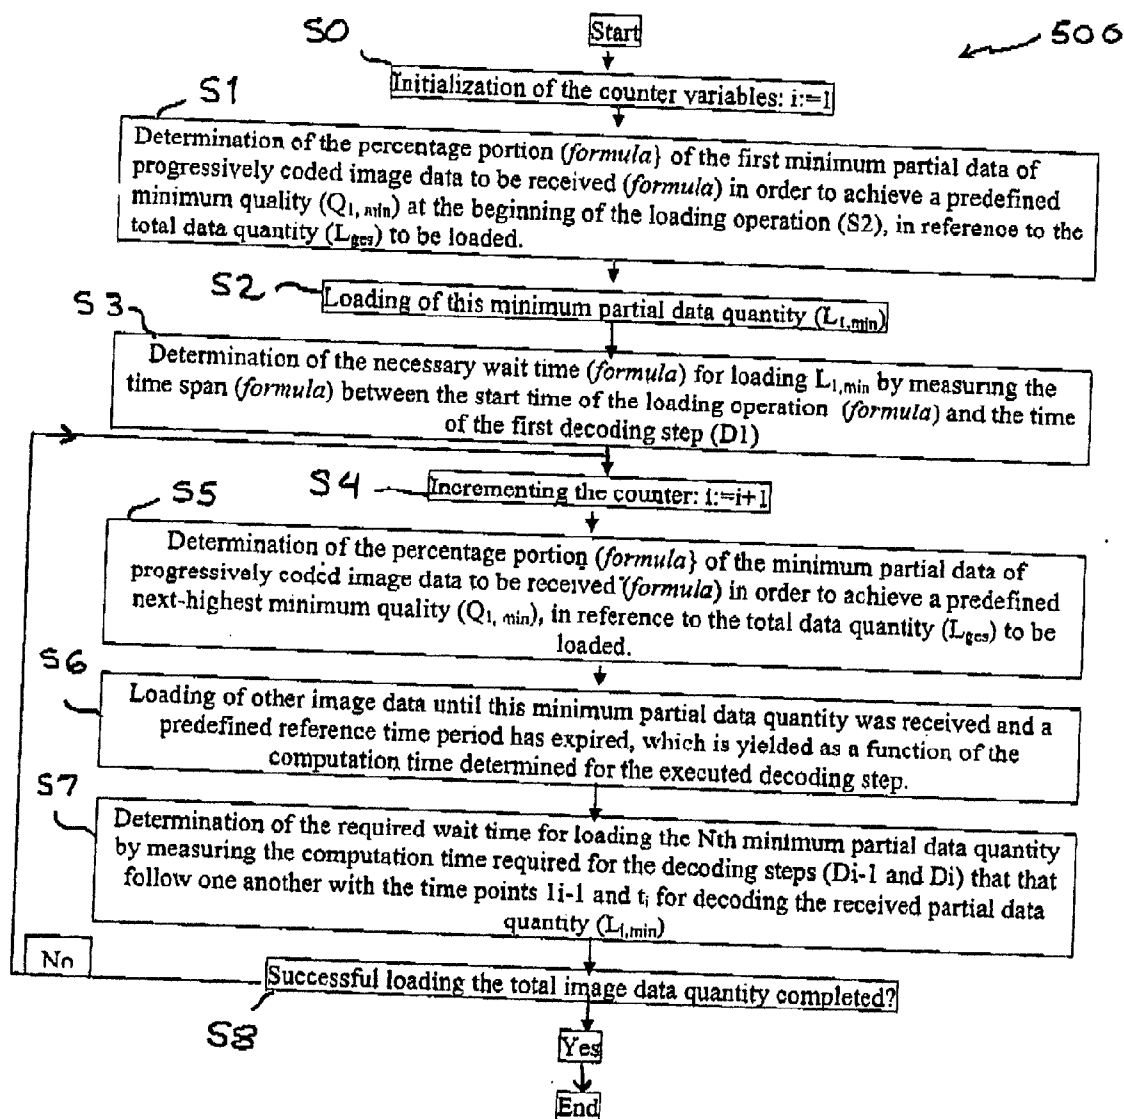 S0
Start
500
Initialization of the counter variables: i:=1
S1
Determination of the percentage portion (formula} of the first minimum partial data of
progressively coded image data to be received (formula) in order to achieve a predefined
minimum quality (Q1, min) at the beginning of the loading operation (S2), in reference to the
total data quantity (Lges) to be loaded.
S2
Loading of this minimum partial data quantity (L1,min)
S3
Determination of the necessary wait time (formula) for loading L1,min by measuring the
time span (formula) between the start time of the loading operation (formula) and the time
of the first decoding step (D1)
S4
Incrementing the counter: i:=i+1
S5
Determination of the percentage portion (formula} of the minimum partial data of
progressively coded image data to be received (formula) in order to achieve a predefined
next-highest minimum quality (Q1, min), in reference to the total data quantity (Lges) to be
loaded.
S6
Loading of other image data until this minimum partial data quantity was received and a
predefined reference time period has expired, which is yielded as a function of the
computation time determined for the executed decoding step.
S7
Determination of the required wait time for loading the Nth minimum partial data quantity
by measuring the computation time required for the decoding steps (Di-1 and Di) that that
follow one another with the time points 1i-1 and ti for decoding the received partial data
quantity (Li,min)
No
Successful loading the total image data quantity completed?
S8
Yes
End